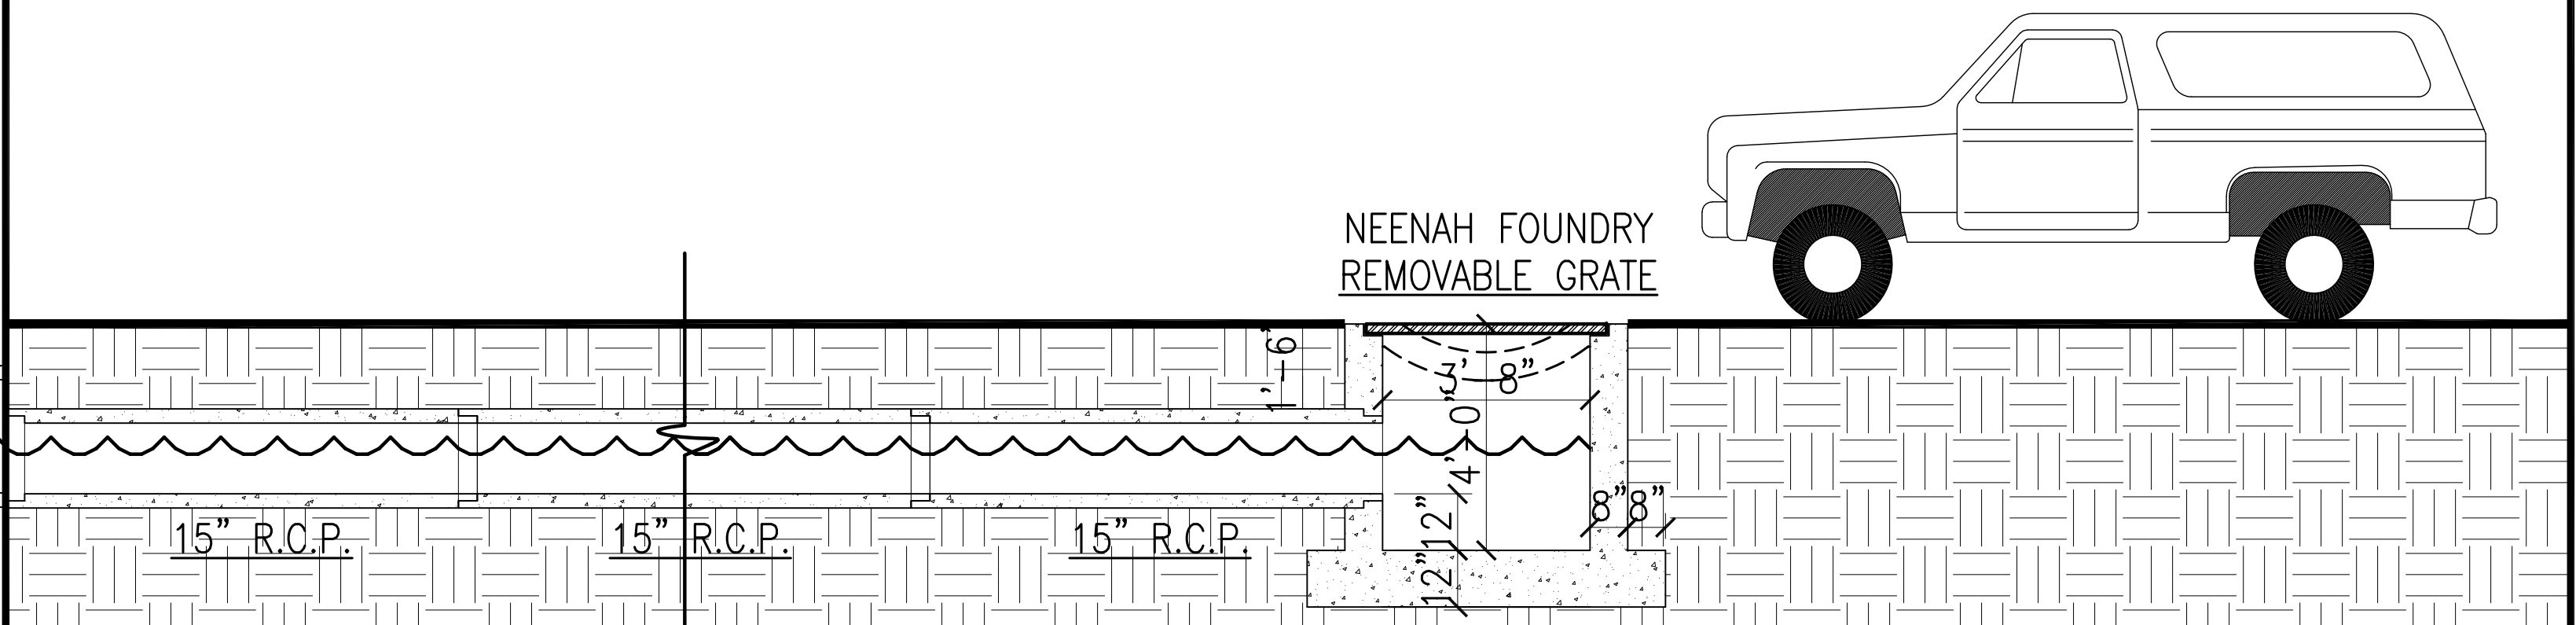 NEENAH FOUNDRY
REMOVABLE GRATE
1'-6"
3' 8"
4'-0"
8" 8"
12"
12"
15" R.C.P.
15" R.C.P.
15" R.C.P.